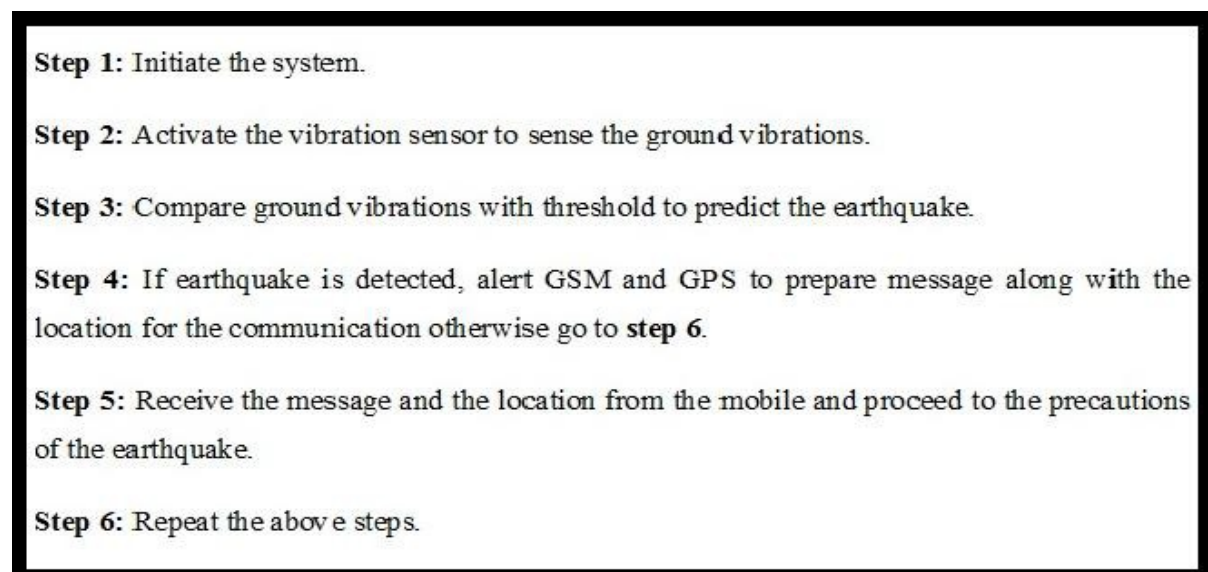 Step 1: Initiate the system.
Step 2: Activate the vibration sensor to sense the ground vibrations.
Step 3: Compare ground vibrations with threshold to predict the earthquake.
Step 4: If earthquake is detected, alert GSM and GPS to prepare message along with the
location for the communication otherwise go to step 6.
Step 5: Receive the message and the location from the mobile and proceed to the precautions
of the earthquake.
Step 6: Repeat the above steps.